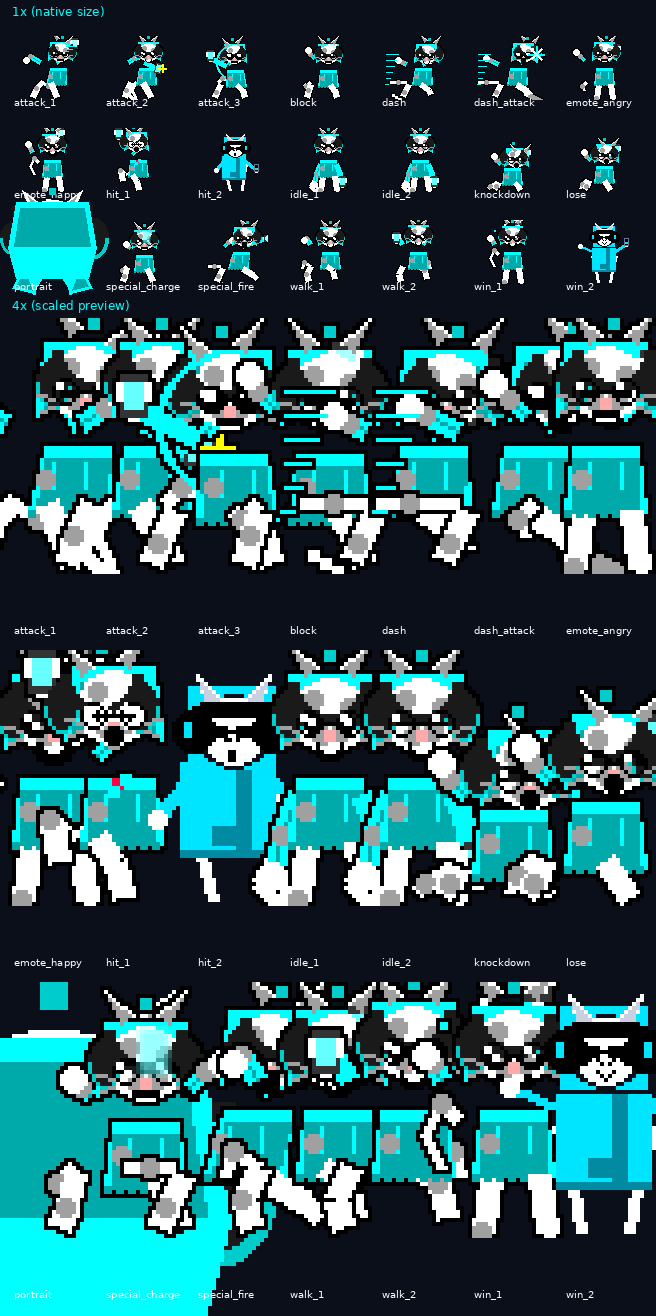 1x (native size)
attack_1 attack_2 attack_3 block dash dash_attack emote_angry
emote_happy hit_1 hit_2 idle_1 idle_2 knockdown lose
portrait special_charge special_fire walk_1 walk_2 win_1 win_2
4x (scaled preview)
attack_1 attack_2 attack_3 block dash dash_attack emote_angry
emote_happy hit_1 hit_2 idle_1 idle_2 knockdown lose
portrait special_charge special_fire walk_1 walk_2 win_1 win_2